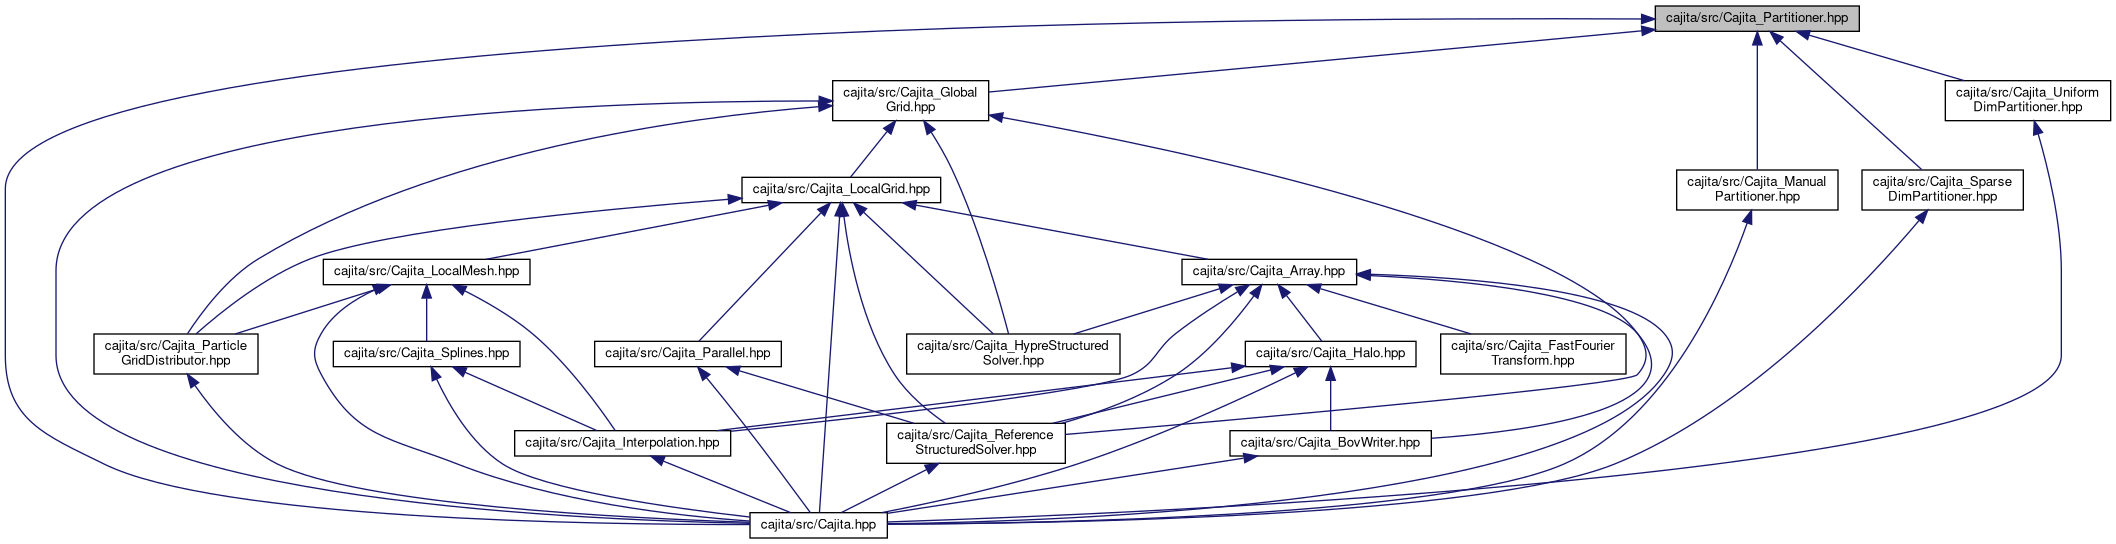 cajita/src/Cajita_Partitioner.hpp
cajita/src/Cajita_Global
Grid.hpp
cajita/src/Cajita_Uniform
DimPartitioner.hpp
cajita/src/Cajita_LocalGrid.hpp
cajita/src/Cajita_Manual
Partitioner.hpp
cajita/src/Cajita_Sparse
DimPartitioner.hpp
cajita/src/Cajita_LocalMesh.hpp
cajita/src/Cajita_Array.hpp
cajita/src/Cajita_Particle
GridDistributor.hpp
cajita/src/Cajita_Splines.hpp
cajita/src/Cajita_Parallel.hpp
cajita/src/Cajita_HypreStructured
Solver.hpp
cajita/src/Cajita_Halo.hpp
cajita/src/Cajita_FastFourier
Transform.hpp
cajita/src/Cajita_Interpolation.hpp
cajita/src/Cajita_Reference
StructuredSolver.hpp
cajita/src/Cajita_BovWriter.hpp
cajita/src/Cajita.hpp